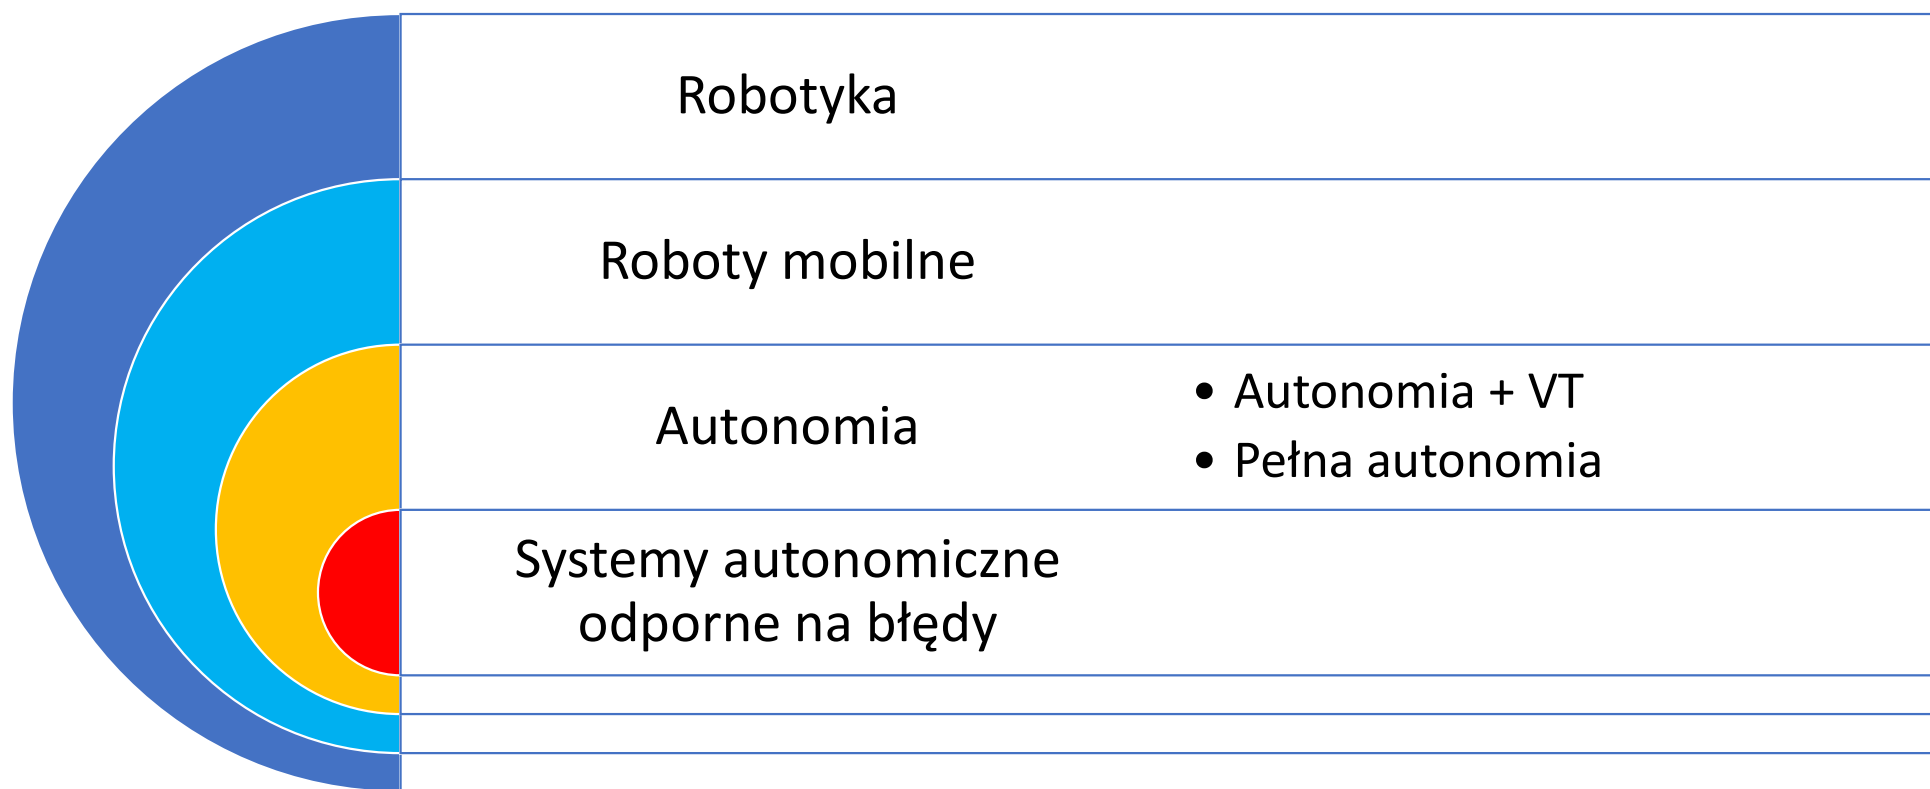 Robotyka
Roboty mobilne
Autonomia
• Autonomia + VT
• Pełna autonomia
Systemy autonomiczne
odporne na błędy